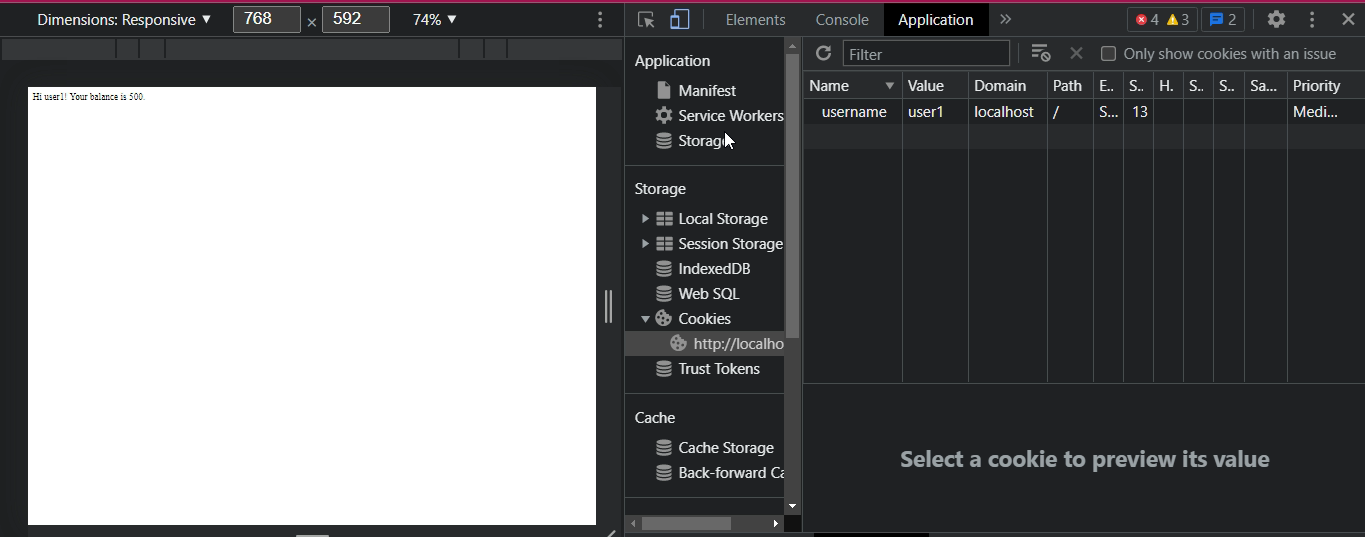 Dimensions: Responsive ▼ 768 × 592 74% ▼
Hi user1! Your balance is 500.
Elements Console Application » 4 3 2
Application
Manifest
Service Workers
Storage
Storage
Local Storage
Session Storage
IndexedDB
Web SQL
Cookies
http://localho
Trust Tokens
Cache
Cache Storage
Back-forward Ca
Filter Only show cookies with an issue
Name Value Domain Path E.. S.. H. S.. S.. Sa... Priority
username user1 localhost / S... 13 Medi...
Select a cookie to preview its value